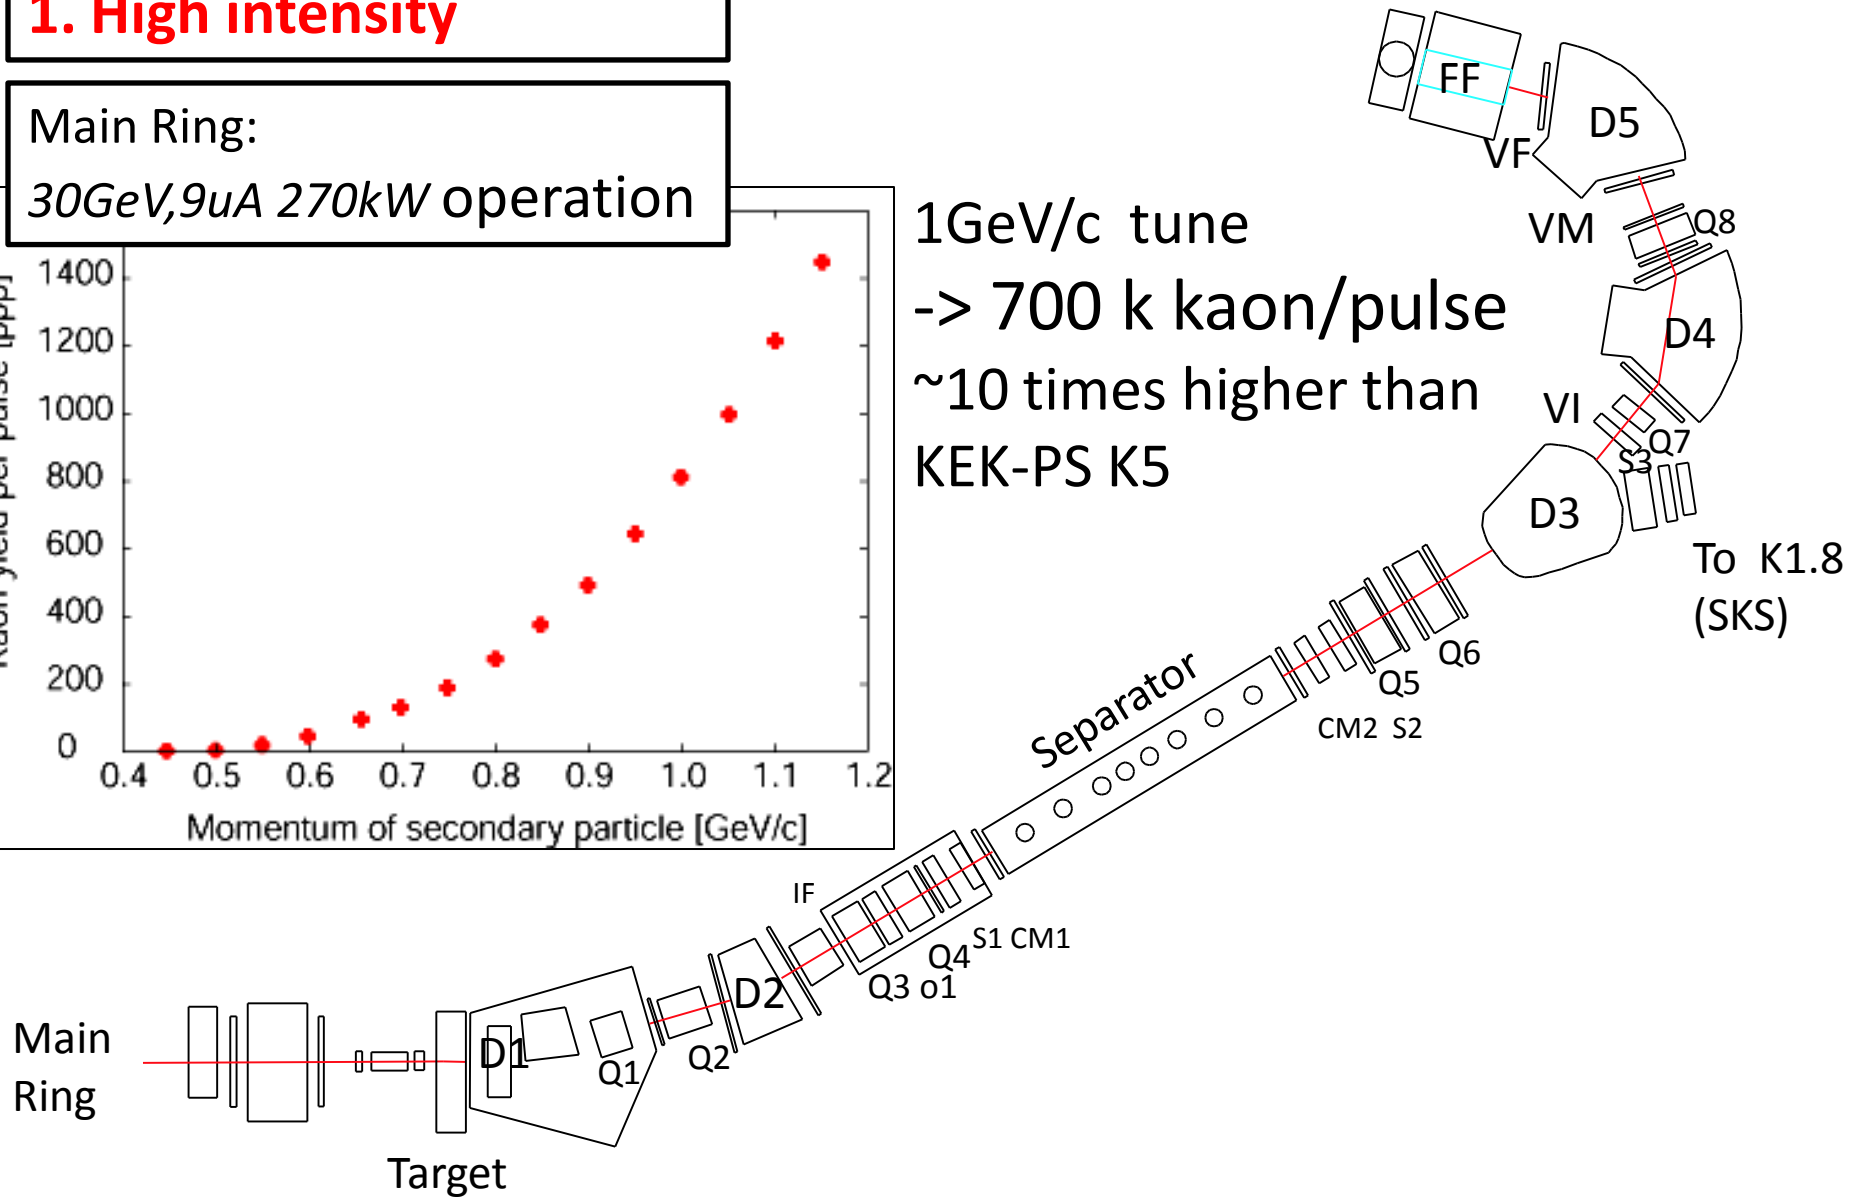 1. High intensity
Main Ring:
30GeV,9uA 270kW operation
1GeV/c tune
-> 700 k kaon/pulse
~10 times higher than
KEK-PS K5
1400
1200
1000
800
600
400
200
0
0.4 0.5 0.6 0.7 0.8 0.9 1.0 1.1 1.2
Momentum of secondary particle [GeV/c]
yield per pulse [ppp]
FF
D5
VF
VM
Q8
D4
VI
Q7
S3
D3
To K1.8
(SKS)
Q6
Q5
CM2 S2
Separator
IF
S1 CM1
Q4
Q3 o1
D2
Q2
Q1
D1
Main
Ring
Target